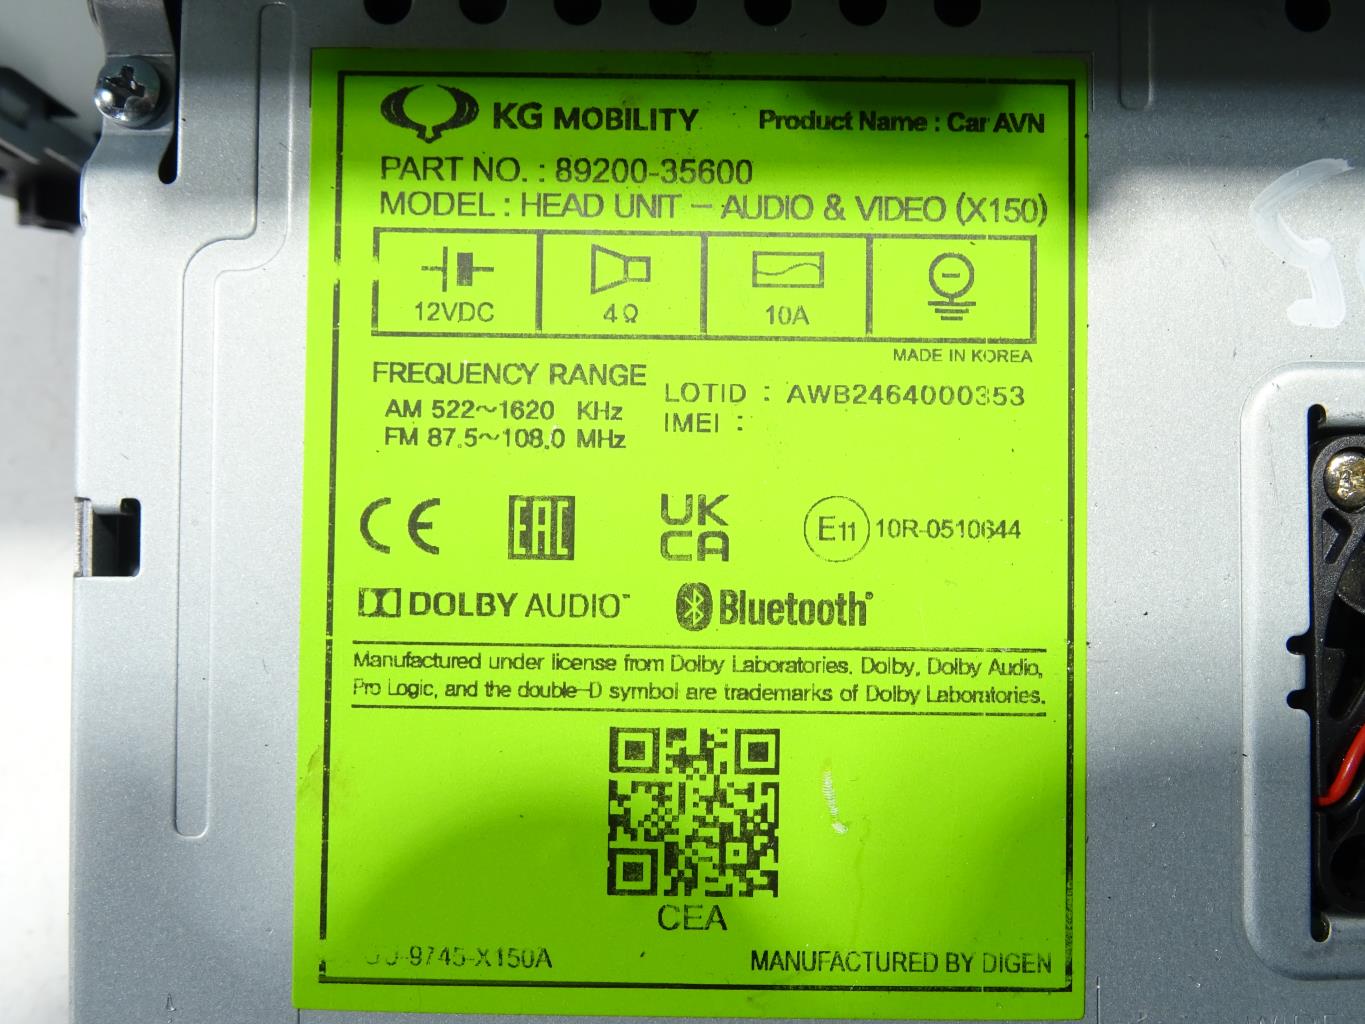 KG MOBILITY Product Name : Car AVN
PART NO. : 89200-35600
MODEL : HEAD UNIT – AUDIO & VIDEO (X150)
12VDC 4Ω 10A
MADE IN KOREA
FREQUENCY RANGE
AM 522~1620 KHz
FM 87.5~108.0 MHz
LOTID : AWB2464000353
IMEI :
CE EAC UK
CA
E11 10R-0510644
DOLBY AUDIO™ Bluetooth®
Manufactured under license from Dolby Laboratories. Dolby, Dolby Audio,
Pro Logic, and the double-D symbol are trademarks of Dolby Laboratories.
CEA
-9745-X150A MANUFACTURED BY DIGEN